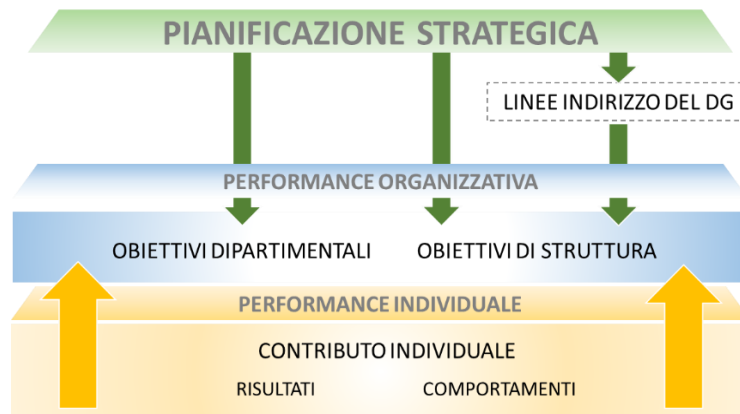 PIANIFICAZIONE STRATEGICA
LINEE INDIRIZZO DEL DG
PERFORMANCE ORGANIZZATIVA
OBIETTIVI DIPARTIMENTALI OBIETTIVI DI STRUTTURA
PERFORMANCE INDIVIDUALE
CONTRIBUTO INDIVIDUALE
RISULTATI COMPORTAMENTI